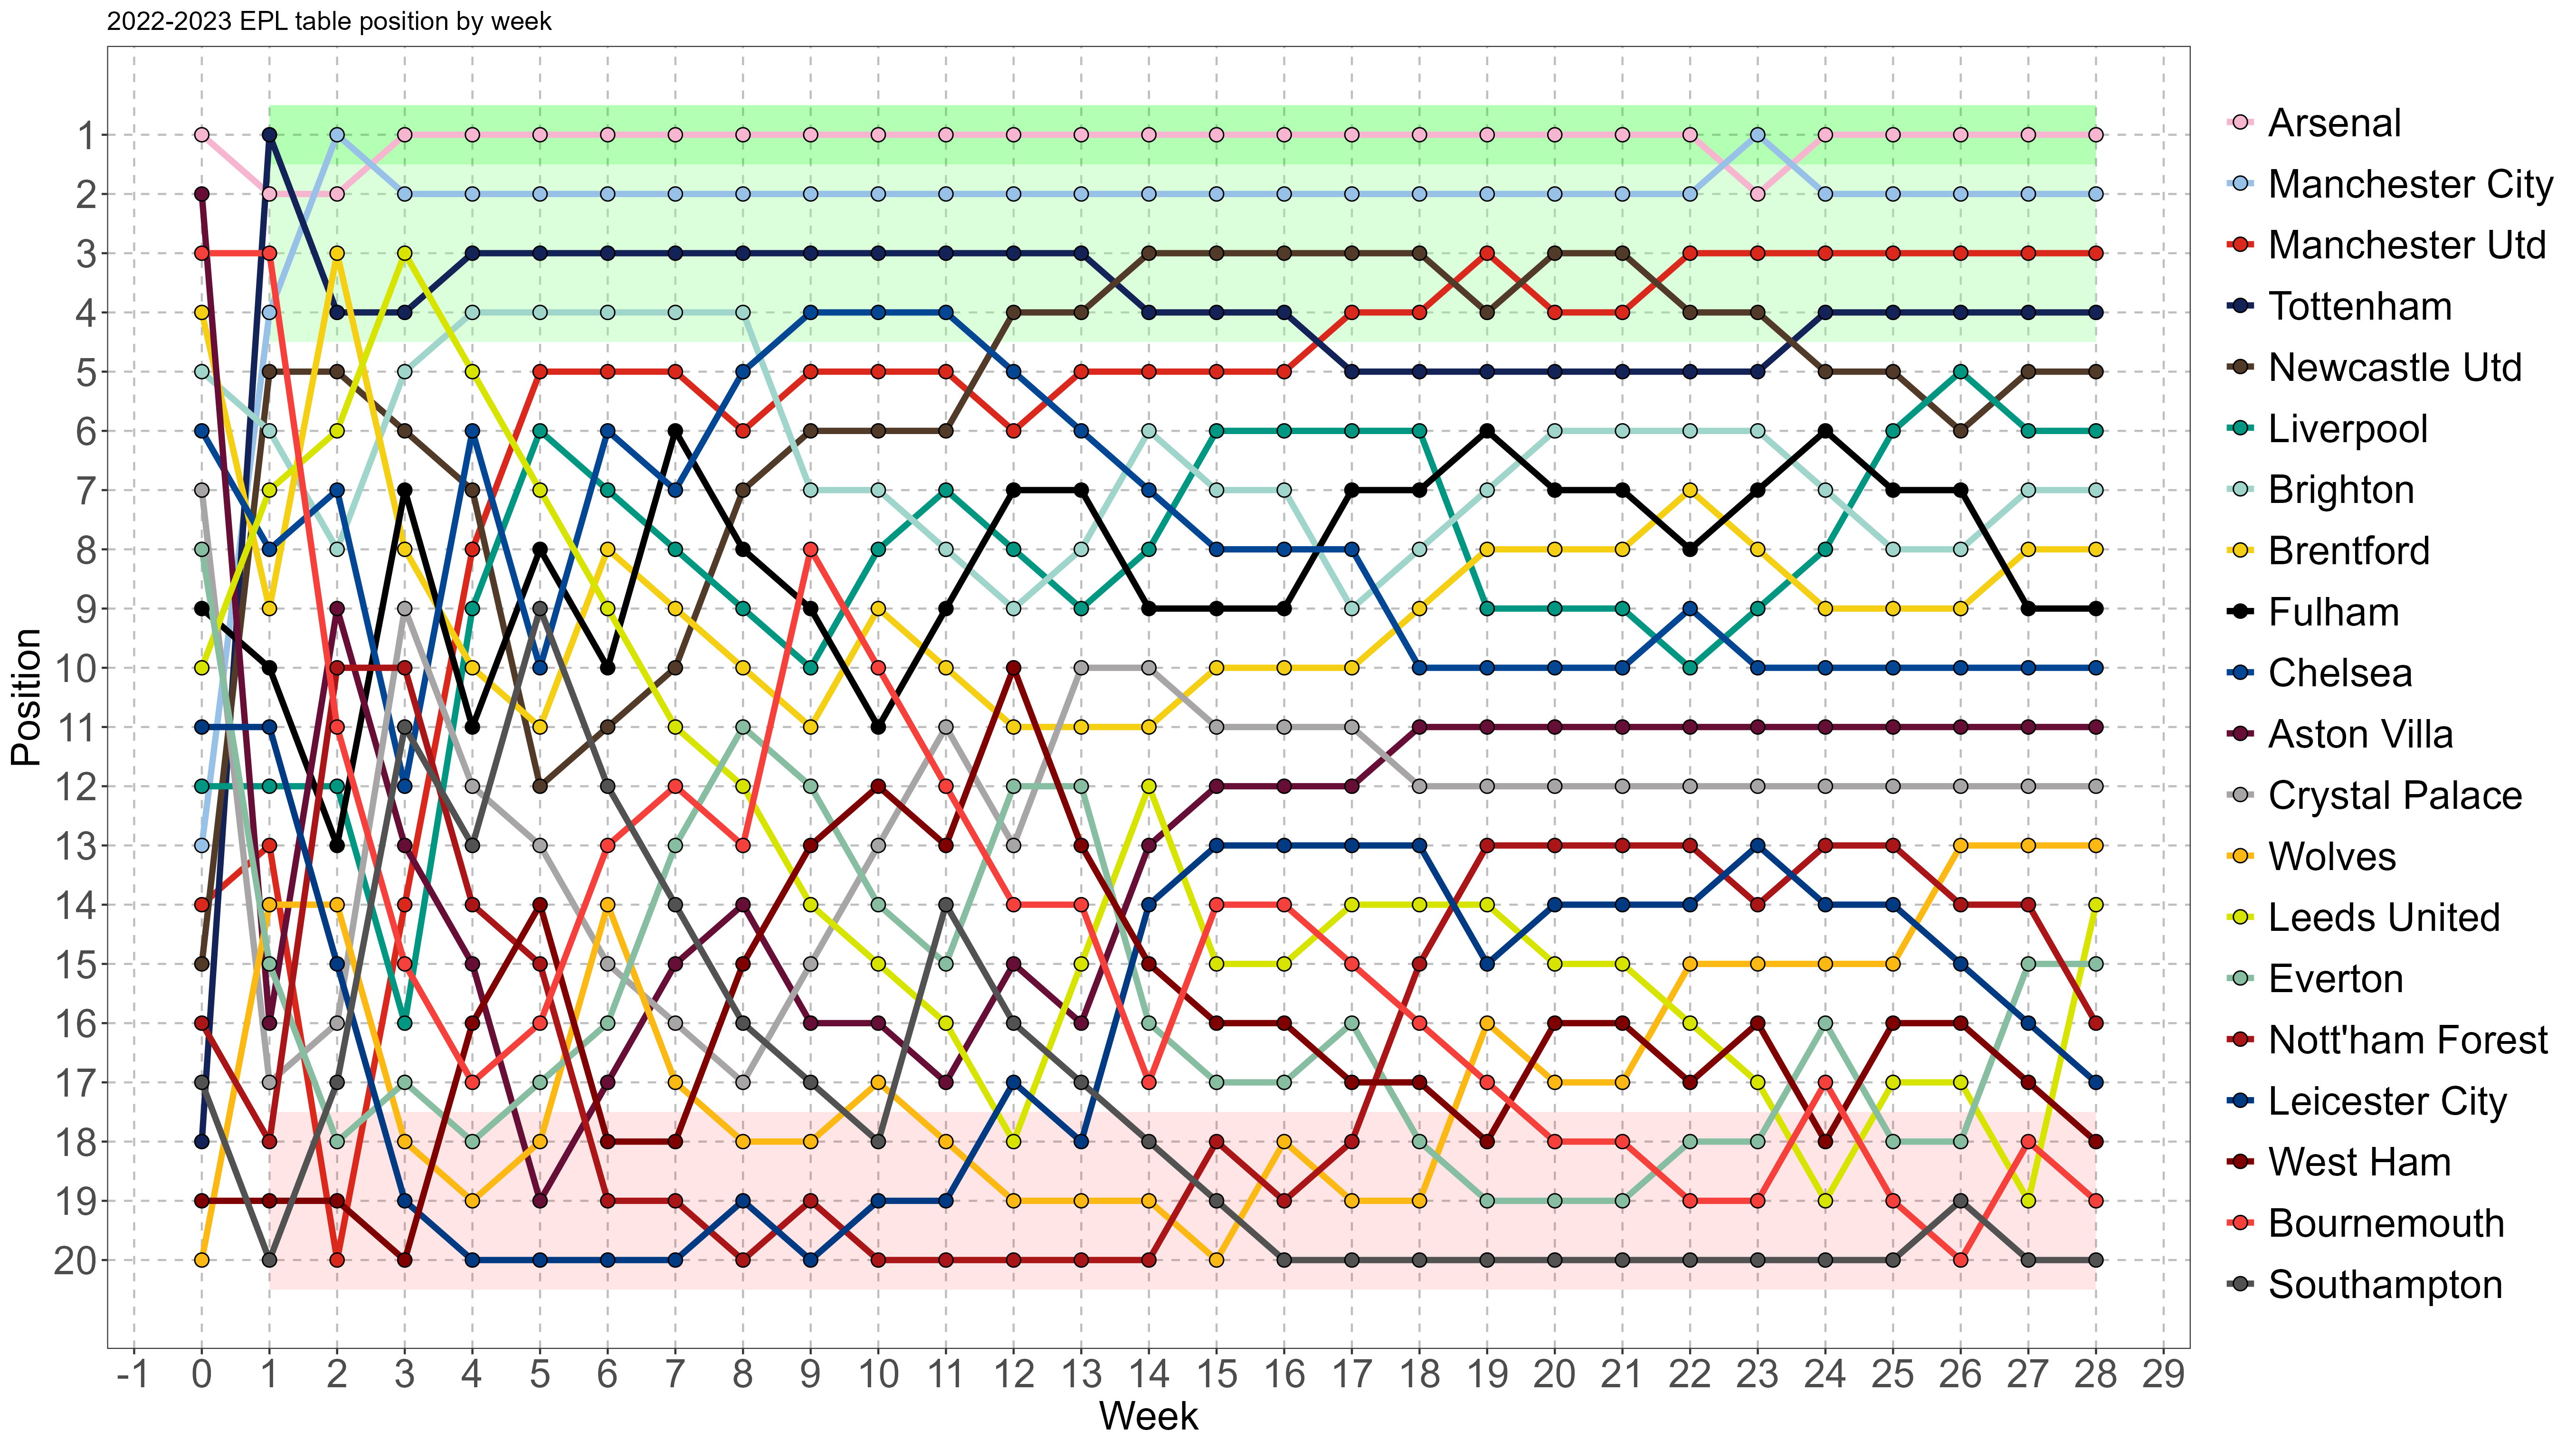 2022-2023 EPL table position by week
Position
1
2
3
4
5
6
7
8
9
10
11
12
13
14
15
16
17
18
19
20
-1 0 1 2 3 4 5 6 7 8 9 10 11 12 13 14 15 16 17 18 19 20 21 22 23 24 25 26 27 28 29
Week
Arsenal
Manchester City
Manchester Utd
Tottenham
Newcastle Utd
Liverpool
Brighton
Brentford
Fulham
Chelsea
Aston Villa
Crystal Palace
Wolves
Leeds United
Everton
Nott'ham Forest
Leicester City
West Ham
Bournemouth
Southampton